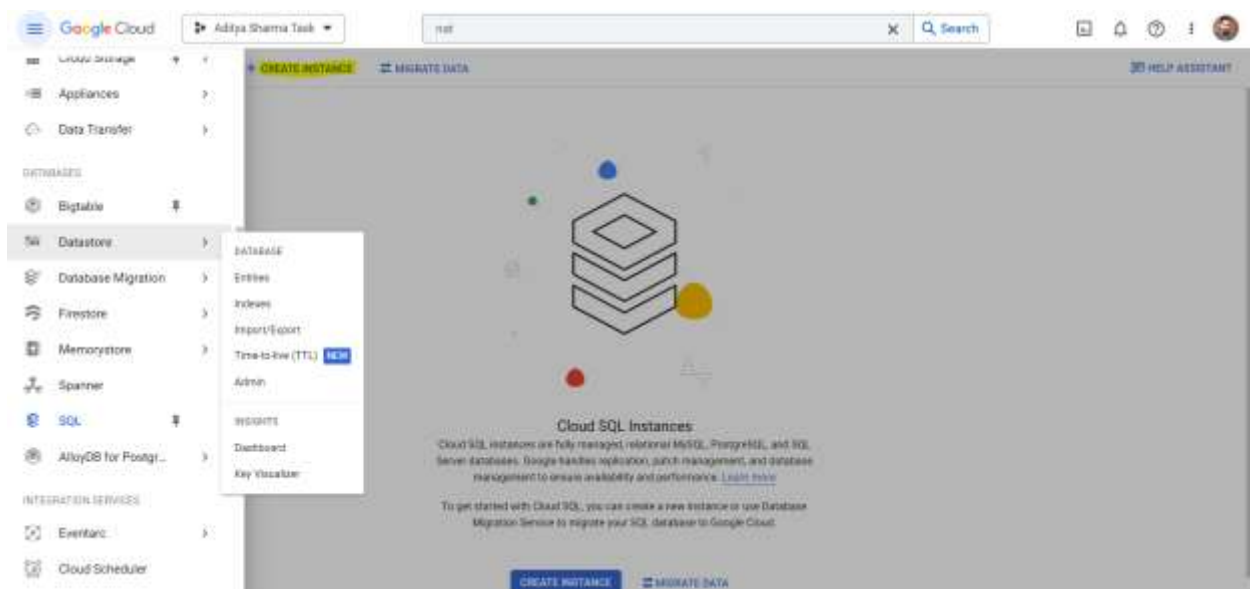 Google Cloud
Aditya Sharma Task
Search
Cloud Storage
CREATE INSTANCE
MIGRATE DATA
HELP ASSISTANT
Appliances
Data Transfer
DATABASES
Bigtable
Datastore
Database Migration
Firestore
Memorystore
Spanner
SQL
AlloyDB for Postgr...
INTEGRATION SERVICES
Eventarc
Cloud Scheduler
DATABASE
Entities
Indexes
Import/Export
Time-to-live (TTL) NEW
Admin
INSIGHTS
Dashboard
Key Visualizer
Cloud SQL Instances
Cloud SQL instances are fully managed, relational MySQL, PostgreSQL, and SQL
Server databases. Google handles replication, patch management, and database
management to ensure availability and performance. Learn more
To get started with Cloud SQL, you can create a new instance or use Database
Migration Service to migrate your SQL database to Google Cloud.
CREATE INSTANCE
MIGRATE DATA